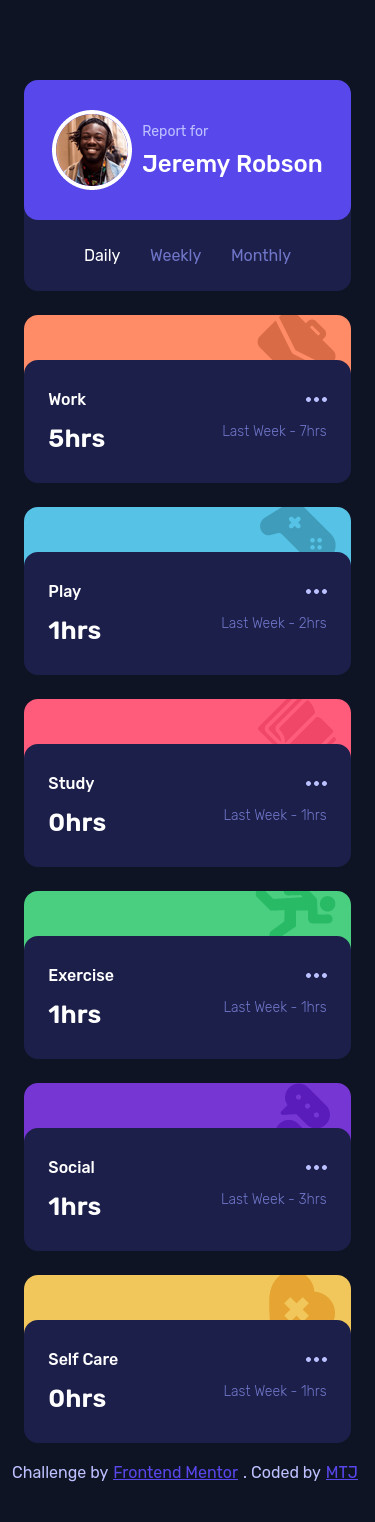 Report for
Jeremy Robson
Daily Weekly Monthly
Work
5hrs Last Week - 7hrs
Play
1hrs Last Week - 2hrs
Study
0hrs Last Week - 1hrs
Exercise
1hrs Last Week - 1hrs
Social
1hrs Last Week - 3hrs
Self Care
0hrs Last Week - 1hrs
Challenge by Frontend Mentor . Coded by MTJ